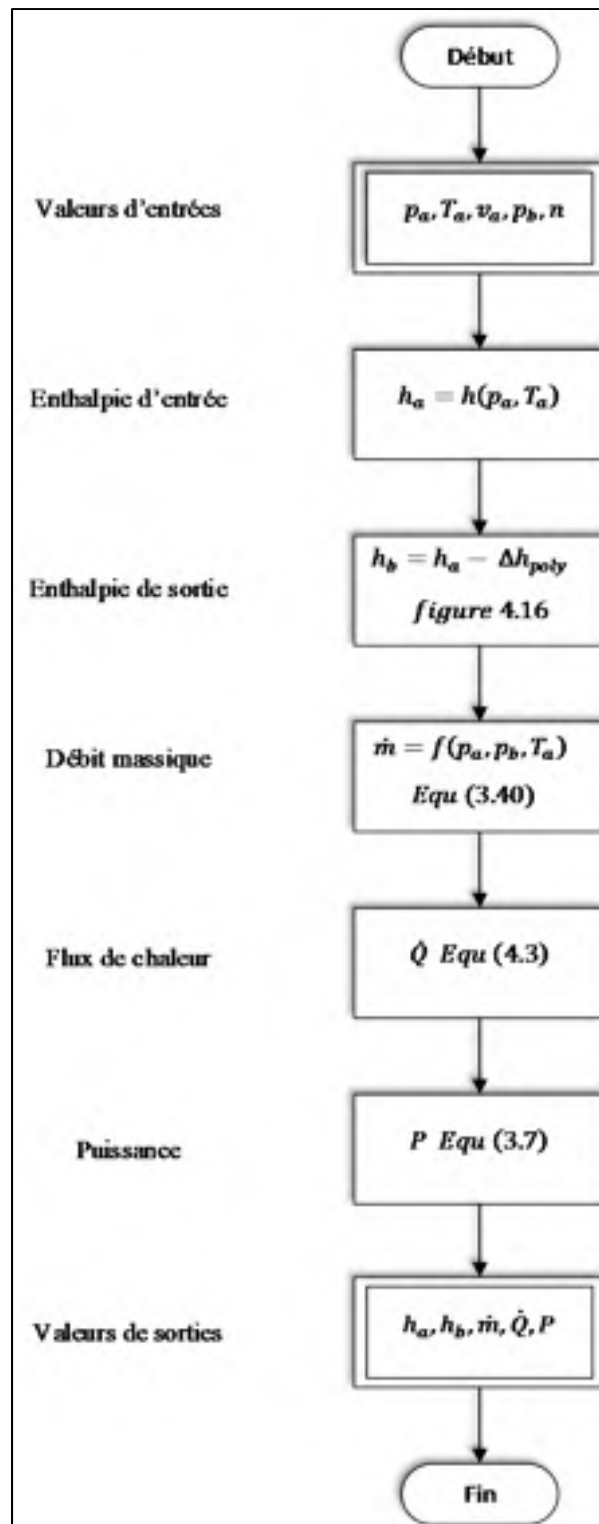 Début
Valeurs d'entrées
p_a, T_a, v_a, p_b, n
Enthalpie d'entrée
h_a = h(p_a, T_a)
Enthalpie de sortie
h_b = h_a − Δh_poly
figure 4.16
Débit massique
ṁ = f(p_a, p_b, T_a)
Equ (3.40)
Flux de chaleur
Q̇ Equ (4.3)
Puissance
P Equ (3.7)
Valeurs de sorties
h_a, h_b, ṁ, Q̇, P
Fin